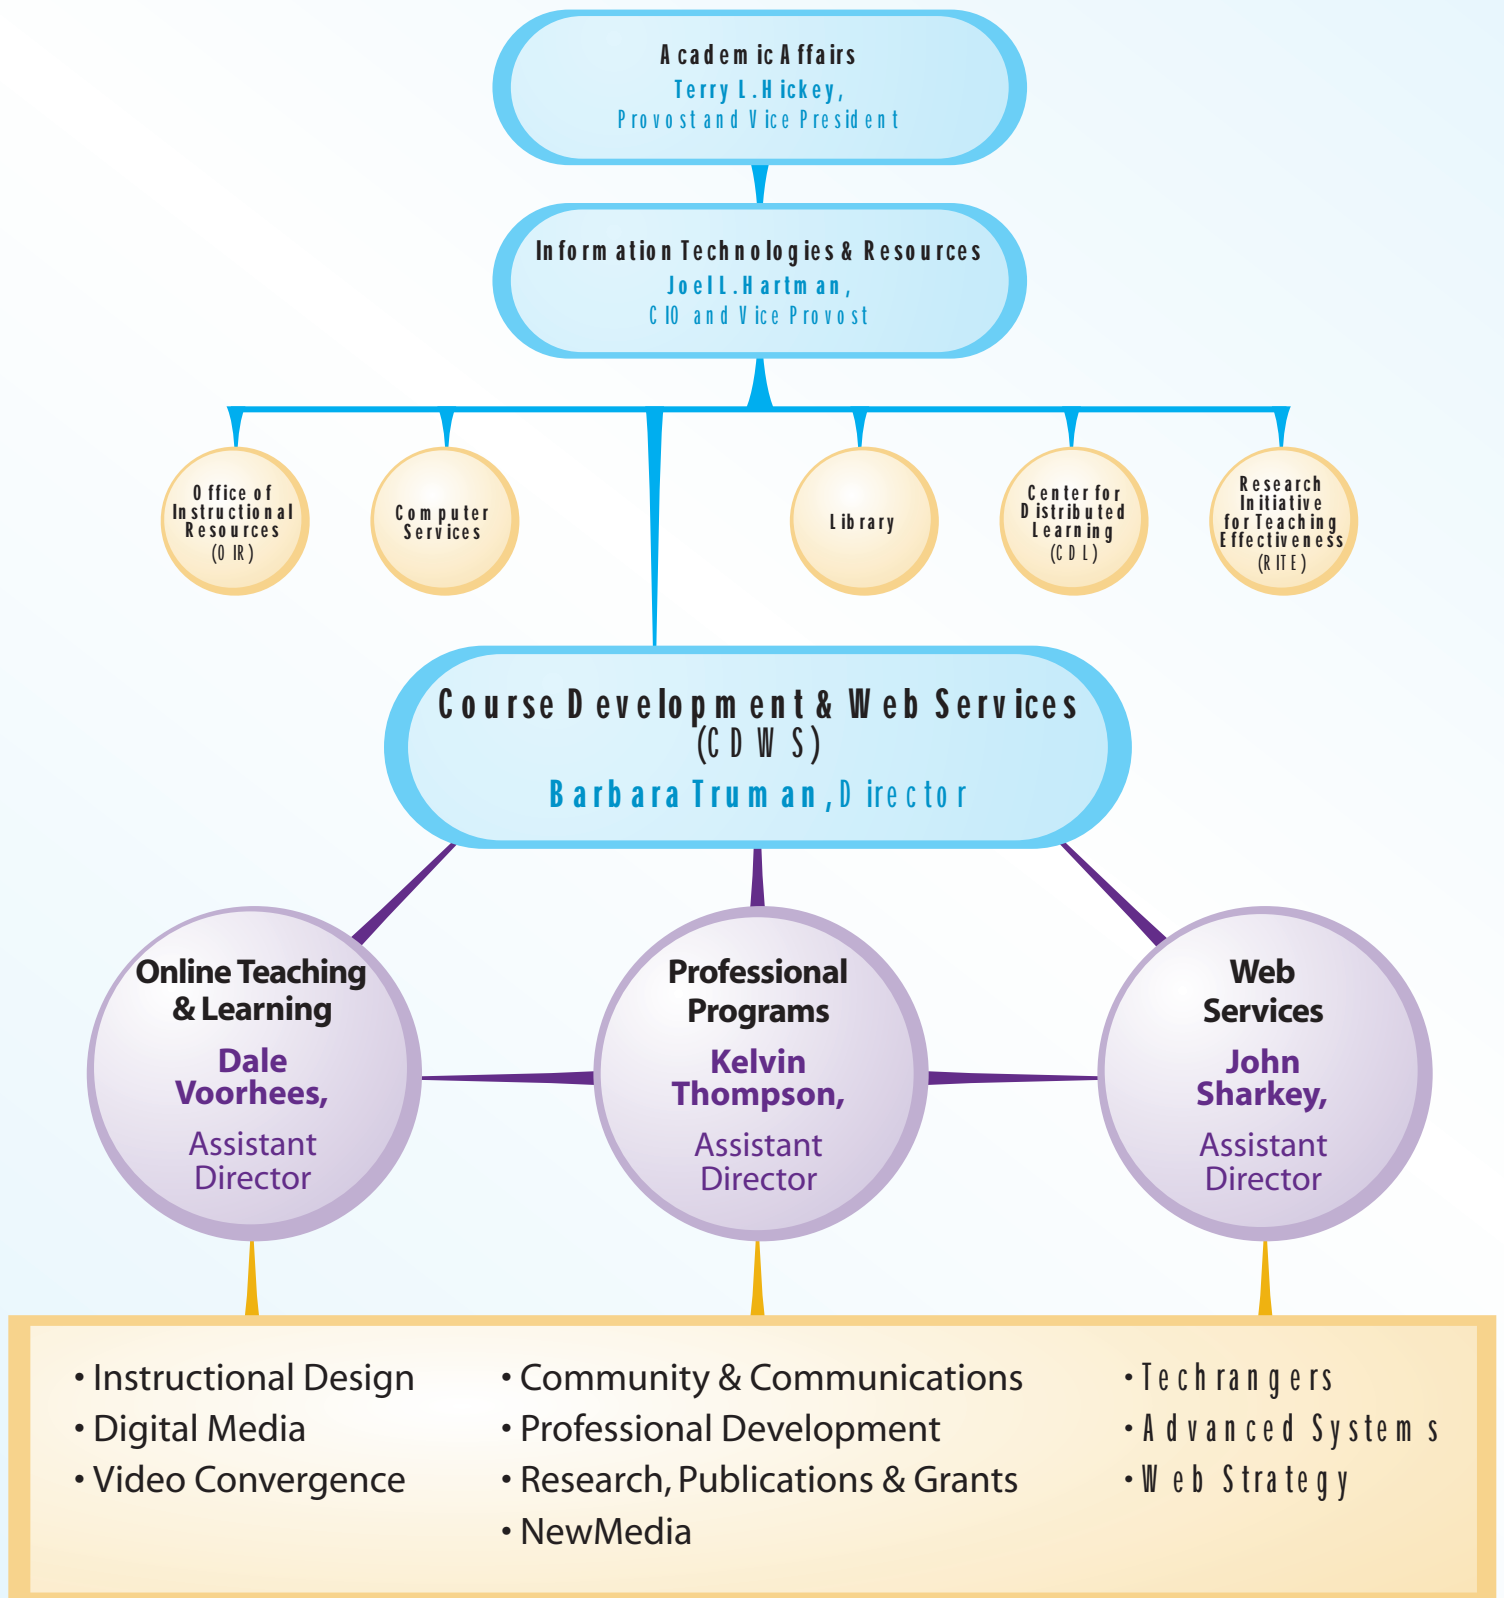 Academic Affairs
Terry L. Hickey,
Provost and Vice President
Information Technologies & Resources
Joel L. Hartman,
CIO and Vice Provost
Office of
Instructional
Resources
(OIR)
Computer
Services
Library
Center for
Distributed
Learning
(CDL)
Research
Initiative
for Teaching
Effectiveness
(RITE)
Course Development & Web Services
(CDWS)
Barbara Truman, Director
Online Teaching
& Learning
Dale
Voorhees,
Assistant
Director
Professional
Programs
Kelvin
Thompson,
Assistant
Director
Web
Services
John
Sharkey,
Assistant
Director
• Instructional Design
• Digital Media
• Video Convergence
• Community & Communications
• Professional Development
• Research, Publications & Grants
• NewMedia
• Techrangers
• Advanced Systems
• Web Strategy